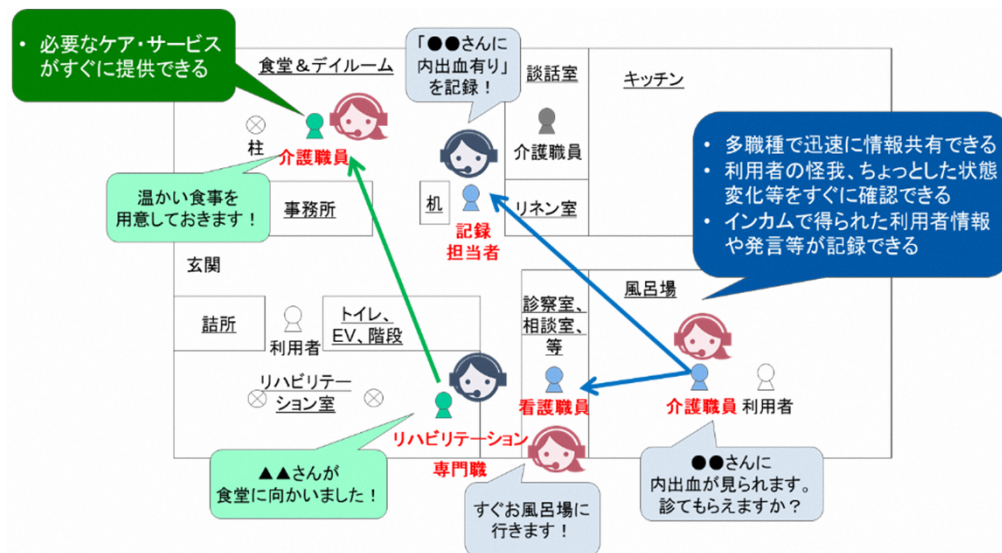 • 必要なケア・サービス
がすぐに提供できる
食堂＆デイルーム
「●●さんに
内出血有り」
を記録！
談話室
キッチン
柱
介護職員
介護職員
• 多職種で迅速に情報共有できる
• 利用者の怪我、ちょっとした状態
変化等をすぐに確認できる
• インカムで得られた利用者情報
や発言等が記録できる
温かい食事を
用意しておきます！
事務所
机
リネン室
記録
担当者
玄関
風呂場
詰所
利用者
トイレ、
EV、階段
診察室、
相談室、
等
リハビリテー
ション室
看護職員
介護職員
利用者
リハビリテーション
専門職
▲▲さんが
食堂に向かいました！
すぐお風呂場に
行きます！
●●さんに
内出血が見られます。
診てもらえますか？